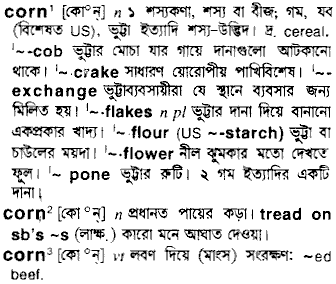 corn¹ [কোːন্] n ১ শস্যকণা, শস্য বা বীজ; গম, যব
(বিশেষত US), ভুট্টা ইত্যাদি শস্য-উদ্ভিদ। দ্র. cereal.
ˈ~·cob ভুট্টার মোচা যার গায়ে দানাগুলো আটকানো
থাকে। ˈ~·crake সাধারণ য়োরোপীয় পাখিবিশেষ। ˈ~·
exchange ভুট্টাব্যবসায়ীরা যে স্থানে ব্যবসার জন্য
মিলিত হয়। ˈ~·flakes n pl ভুট্টার দানা দিয়ে বানানো
একপ্রকার খাদ্য। ˈ~ flour (US ~·starch) ভুট্টা বা
চাউলের ময়দা। ˈ~·flower নীল ঝুমকার মতো দেখতে
ফুল। ˈ~ pone ভুট্টার রুটি। ২ গম ইত্যাদির একটি
দানা।
corn² [কোːন্] n প্রধানত পায়ের কড়া। tread on
sb's ~s (লাক্ষ.) কারো মনে আঘাত দেওয়া।
corn³ [কোːন্] vt লবণ দিয়ে (মাংস) সংরক্ষণ: ~ed
beef.